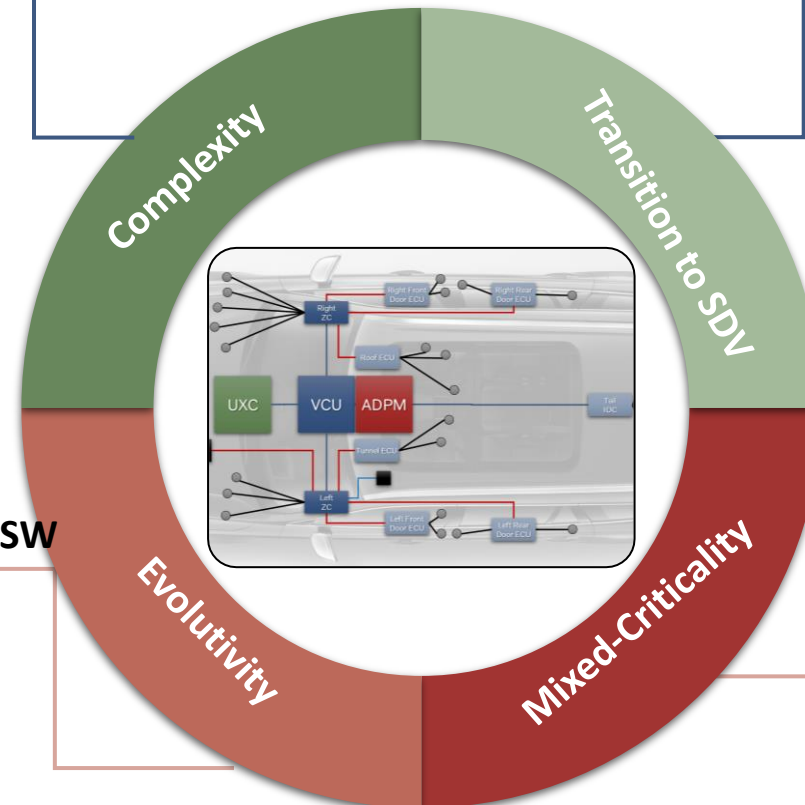 Complexity
Transition to SDV
Right Front
Door ECU
Right Rear
Door ECU
Right
ZC
Roof ECU
UXC
VCU
ADPM
Tail
Tunnel ECU
Left
ZC
Left Front
Door ECU
Left Rear
Door ECU
SW
Evolutivity
Mixed-Criticality